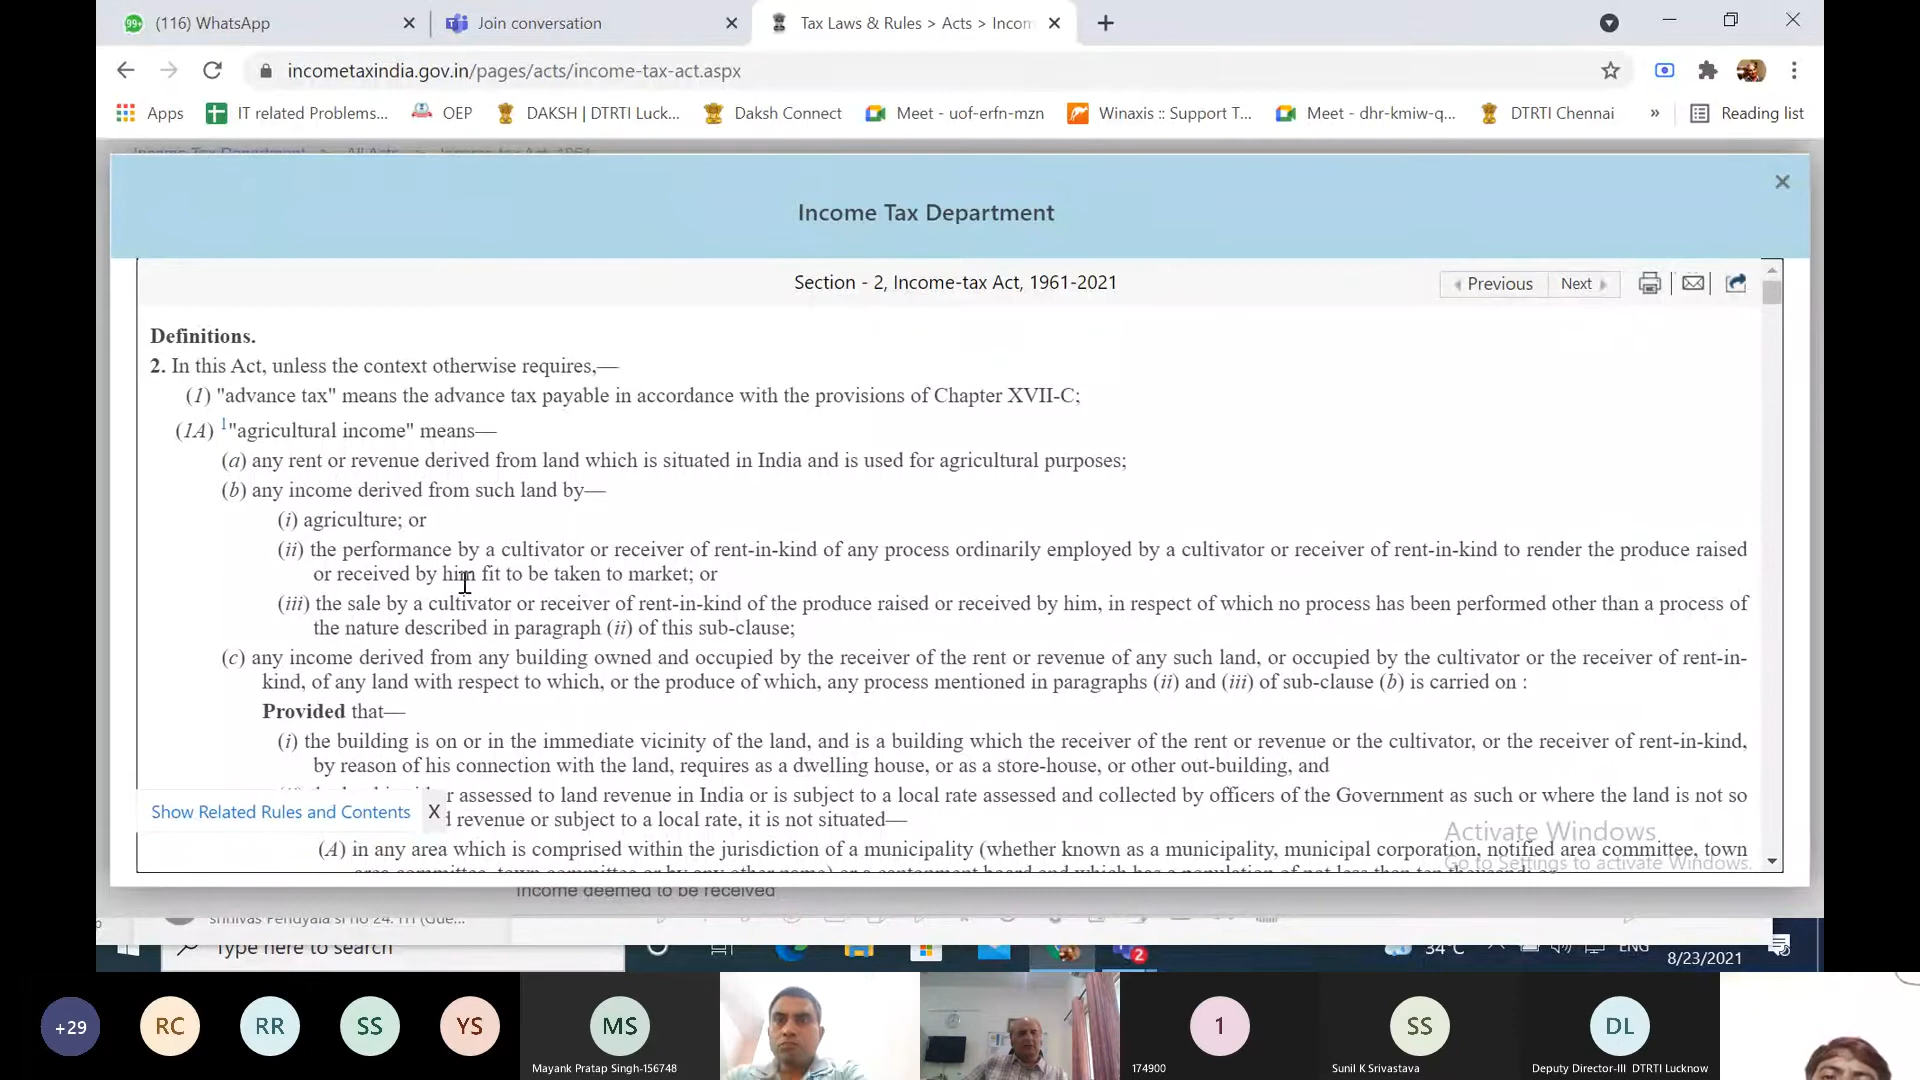 99+ (116) WhatsApp
Join conversation
Tax Laws & Rules > Acts > Incom
incometaxindia.gov.in/pages/acts/income-tax-act.aspx
Apps
IT related Problems...
OEP
DAKSH | DTRTI Luck...
Daksh Connect
Meet - uof-erfn-mzn
Winaxis :: Support T...
Meet - dhr-kmiw-q...
DTRTI Chennai
»
Reading list
Income Tax Department
Section - 2, Income-tax Act, 1961-2021
Previous
Next
Definitions.
2. In this Act, unless the context otherwise requires,—
(1) "advance tax" means the advance tax payable in accordance with the provisions of Chapter XVII-C;
(1A) 1"agricultural income" means—
(a) any rent or revenue derived from land which is situated in India and is used for agricultural purposes;
(b) any income derived from such land by—
(i) agriculture; or
(ii) the performance by a cultivator or receiver of rent-in-kind of any process ordinarily employed by a cultivator or receiver of rent-in-kind to render the produce raised
or received by him fit to be taken to market; or
(iii) the sale by a cultivator or receiver of rent-in-kind of the produce raised or received by him, in respect of which no process has been performed other than a process of
the nature described in paragraph (ii) of this sub-clause;
(c) any income derived from any building owned and occupied by the receiver of the rent or revenue of any such land, or occupied by the cultivator or the receiver of rent-in-
kind, of any land with respect to which, or the produce of which, any process mentioned in paragraphs (ii) and (iii) of sub-clause (b) is carried on :
Provided that—
(i) the building is on or in the immediate vicinity of the land, and is a building which the receiver of the rent or revenue or the cultivator, or the receiver of rent-in-kind,
by reason of his connection with the land, requires as a dwelling house, or as a store-house, or other out-building, and
r assessed to land revenue in India or is subject to a local rate assessed and collected by officers of the Government as such or where the land is not so
Show Related Rules and Contents X
d revenue or subject to a local rate, it is not situated—
(A) in any area which is comprised within the jurisdiction of a municipality (whether known as a municipality, municipal corporation, notified area committee, town
Activate Windows
Go to Settings to activate Windows.
Income deemed to be received
Type here to search
2
34°C
ENG
8/23/2021
+29
RC
RR
SS
YS
MS
Mayank Pratap Singh-156748
1
174900
SS
Sunil K Srivastava
DL
Deputy Director-III DTRTI Lucknow